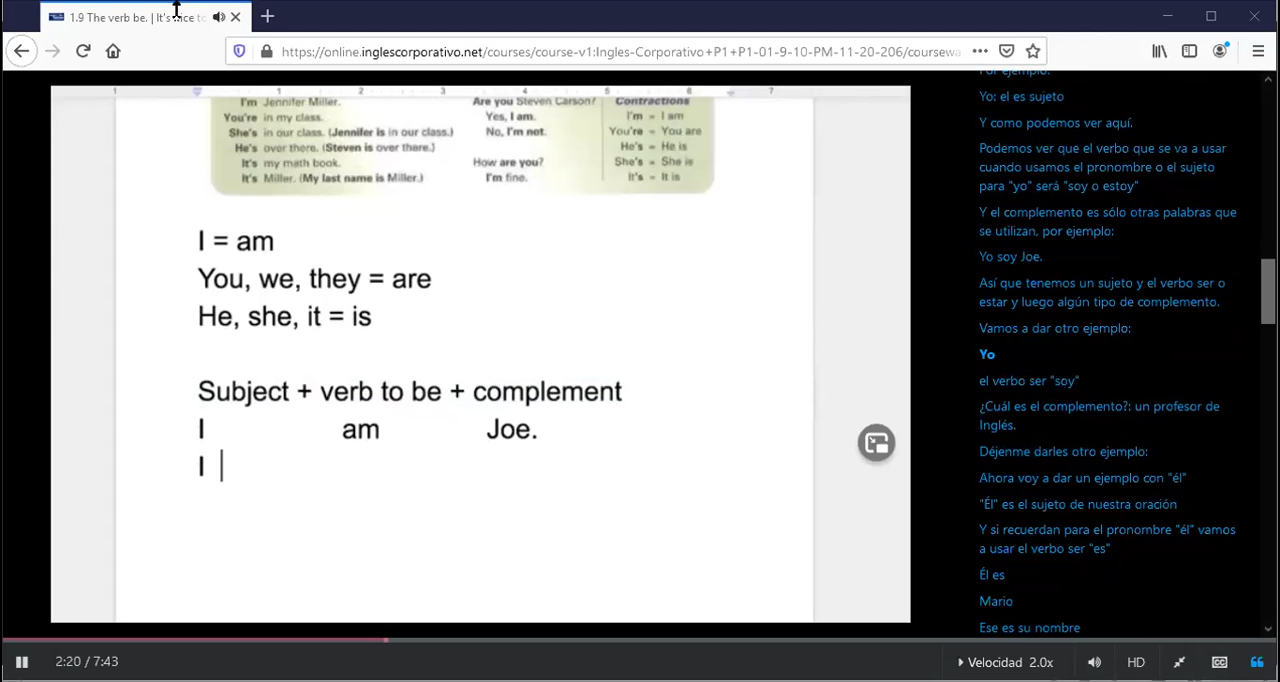 1.9 The verb be. | It's nice to
https://online.inglescorporativo.net/courses/course-v1:Ingles-Corporativo+P1+P1-01-9-10-PM-11-20-206/coursewa
1 1 2 3 4 5 6 7
I'm Jennifer Miller.
You're in my class.
She's in our class. (Jennifer is in our class.)
He's over there. (Steven is over there.)
It's my math book.
It's Miller. (My last name is Miller.)
Are you Steven Carson?
Yes, I am.
No, I'm not.
How are you?
I'm fine.
Contractions
I'm = I am
You're = You are
He's = He is
She's = She is
It's = It is
I = am
You, we, they = are
He, she, it = is
Subject + verb to be + complement
I am Joe.
I
Por ejemplo:
Yo: el es sujeto
Y como podemos ver aquí.
Podemos ver que el verbo que se va a usar
cuando usamos el pronombre o el sujeto
para "yo" será "soy o estoy"
Y el complemento es sólo otras palabras que
se utilizan, por ejemplo:
Yo soy Joe.
Así que tenemos un sujeto y el verbo ser o
estar y luego algún tipo de complemento.
Vamos a dar otro ejemplo:
Yo
el verbo ser "soy"
¿Cuál es el complemento?: un profesor de
Inglés.
Déjenme darles otro ejemplo:
Ahora voy a dar un ejemplo con "él"
"Él" es el sujeto de nuestra oración
Y si recuerdan para el pronombre "él" vamos
a usar el verbo ser "es"
Él es
Mario
Ese es su nombre
2:20 / 7:43
Velocidad 2.0x
HD